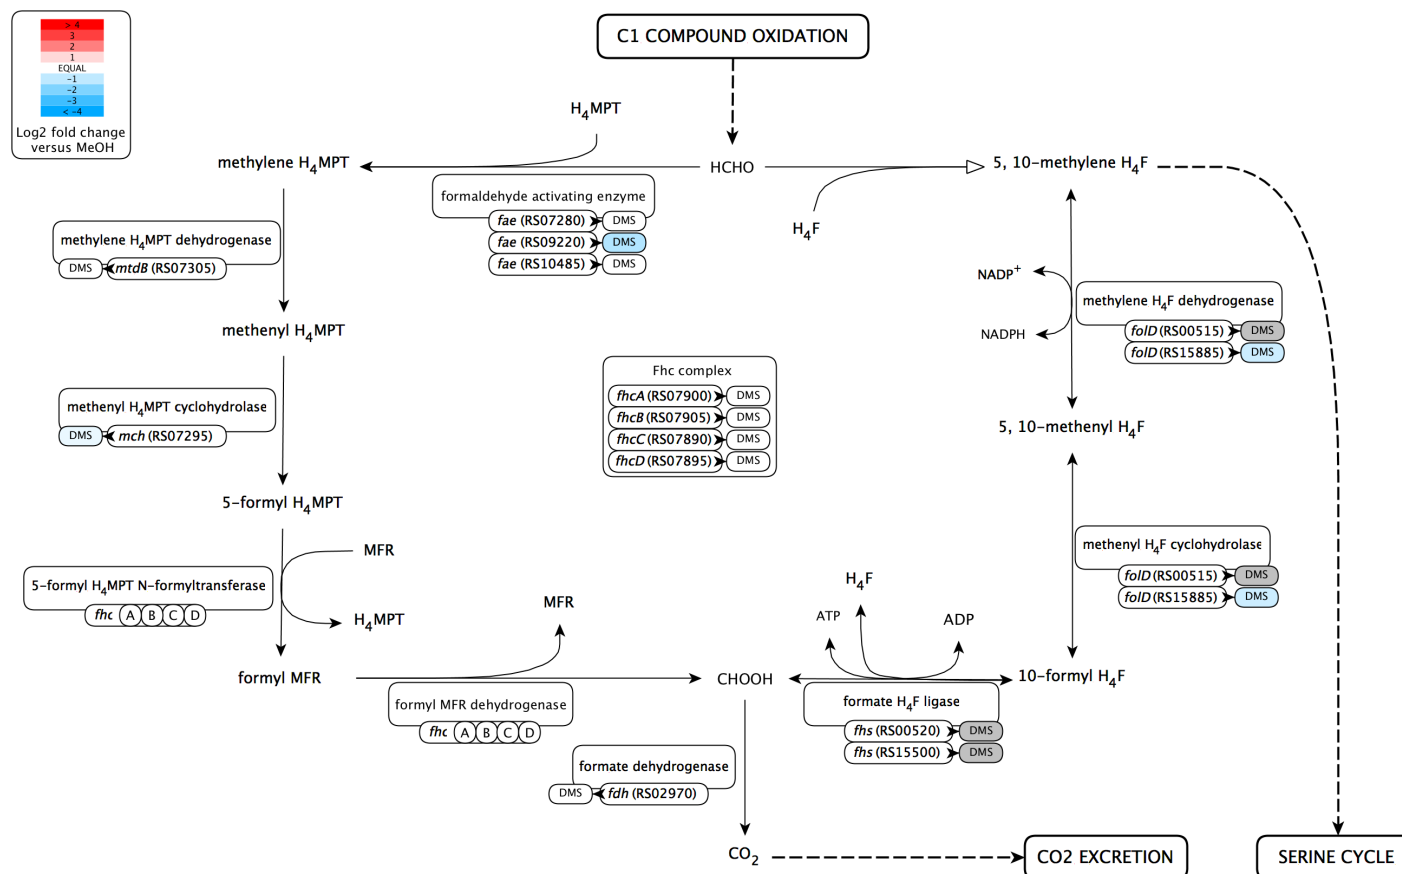 > 4
3
2
1
EQUAL
-1
-2
-3
< -4
Log2 fold change
versus MeOH
C1 COMPOUND OXIDATION
H4MPT
methylene H4MPT
HCHO
5, 10-methylene H4F
formaldehyde activating enzyme
fae (RS07280) DMS
fae (RS09220) DMS
fae (RS10485) DMS
H4F
methylene H4MPT dehydrogenase
DMS mtdB (RS07305)
NADP+
NADPH
methylene H4F dehydrogenase
folD (RS00515) DMS
folD (RS15885) DMS
methenyl H4MPT
Fhc complex
fhcA (RS07900) DMS
fhcB (RS07905) DMS
fhcC (RS07890) DMS
fhcD (RS07895) DMS
methenyl H4MPT cyclohydrolase
DMS mch (RS07295)
5, 10-methenyl H4F
5-formyl H4MPT
MFR
5-formyl H4MPT N-formyltransferase
fhc A B C D
H4MPT
methenyl H4F cyclohydrolase
folD (RS00515) DMS
folD (RS15885) DMS
MFR
H4F
ATP
ADP
formyl MFR
CHOOH
10-formyl H4F
formyl MFR dehydrogenase
fhc A B C D
formate H4F ligase
fhs (RS00520) DMS
fhs (RS15500) DMS
formate dehydrogenase
DMS fdh (RS02970)
CO2
CO2 EXCRETION
SERINE CYCLE